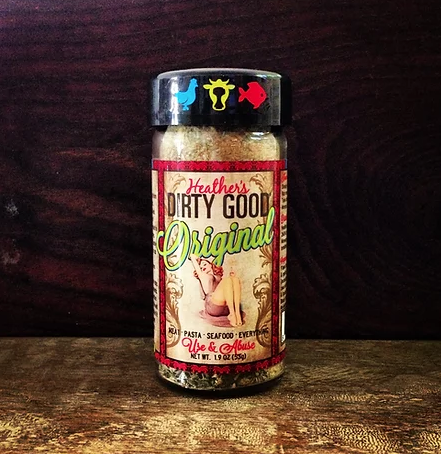 Heather's
DIRTY GOOD
Original
MEAT · PASTA · SEAFOOD · EVERYTHING
Use & Abuse
NET WT. 1.9 OZ (55g)